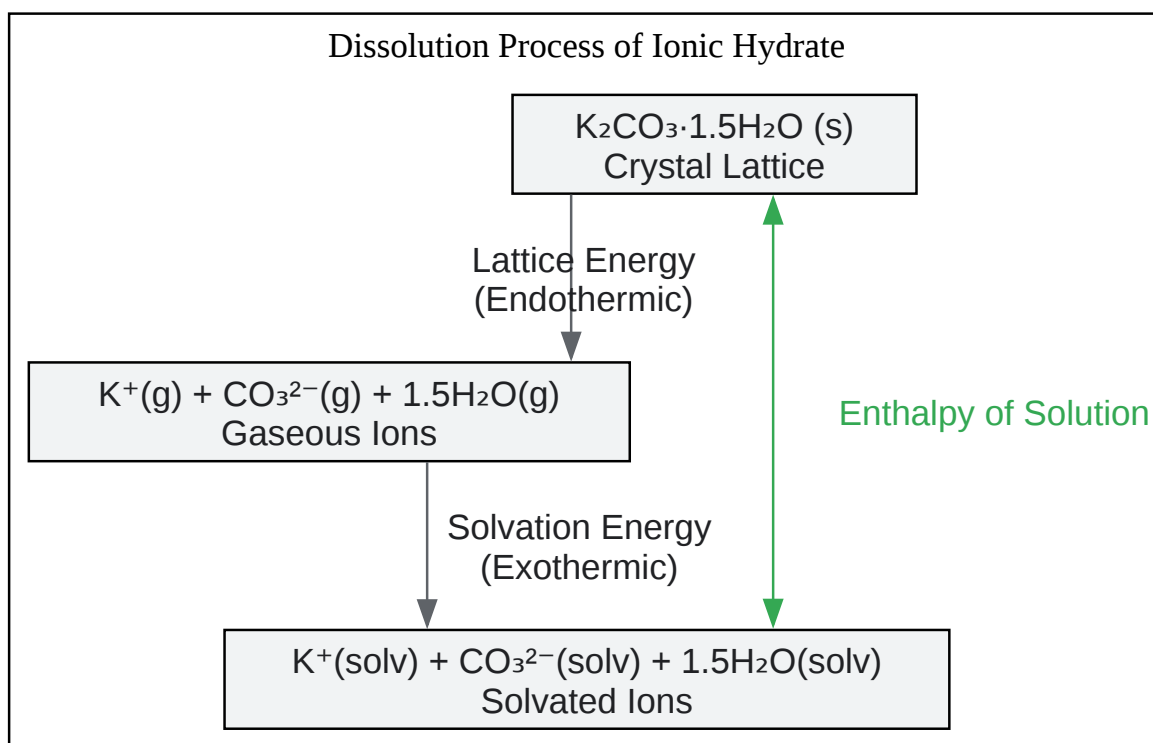 Dissolution Process of Ionic Hydrate
K₂CO₃·1.5H₂O (s)
Crystal Lattice
Lattice Energy
(Endothermic)
K⁺(g) + CO₃²⁻(g) + 1.5H₂O(g)
Gaseous Ions
Enthalpy of Solution
Solvation Energy
(Exothermic)
K⁺(solv) + CO₃²⁻(solv) + 1.5H₂O(solv)
Solvated Ions